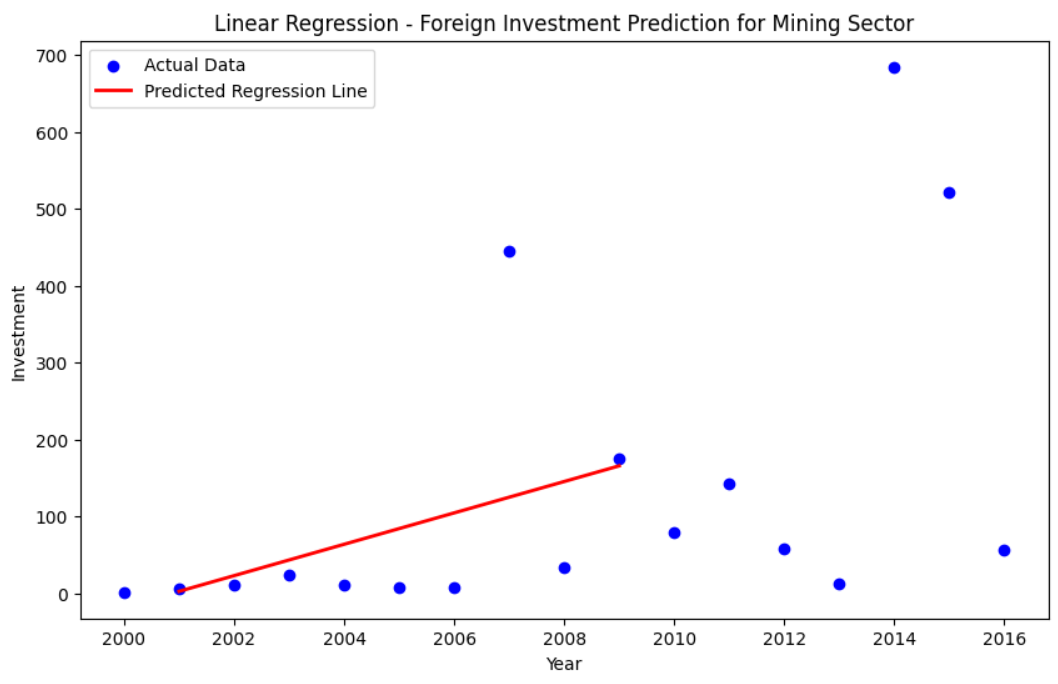 Linear Regression - Foreign Investment Prediction for Mining Sector
Actual Data
Predicted Regression Line
700
600
500
400
300
200
100
0
Investment
2000 2002 2004 2006 2008 2010 2012 2014 2016
Year